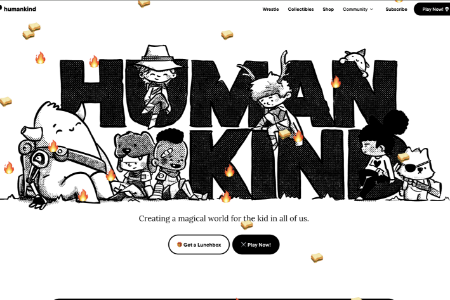 humankind
Wrestle Collectibles Shop Community Subscribe Play Now!
HUMAN
KIND
Creating a magical world for the kid in all of us.
Get a Lunchbox Play Now!